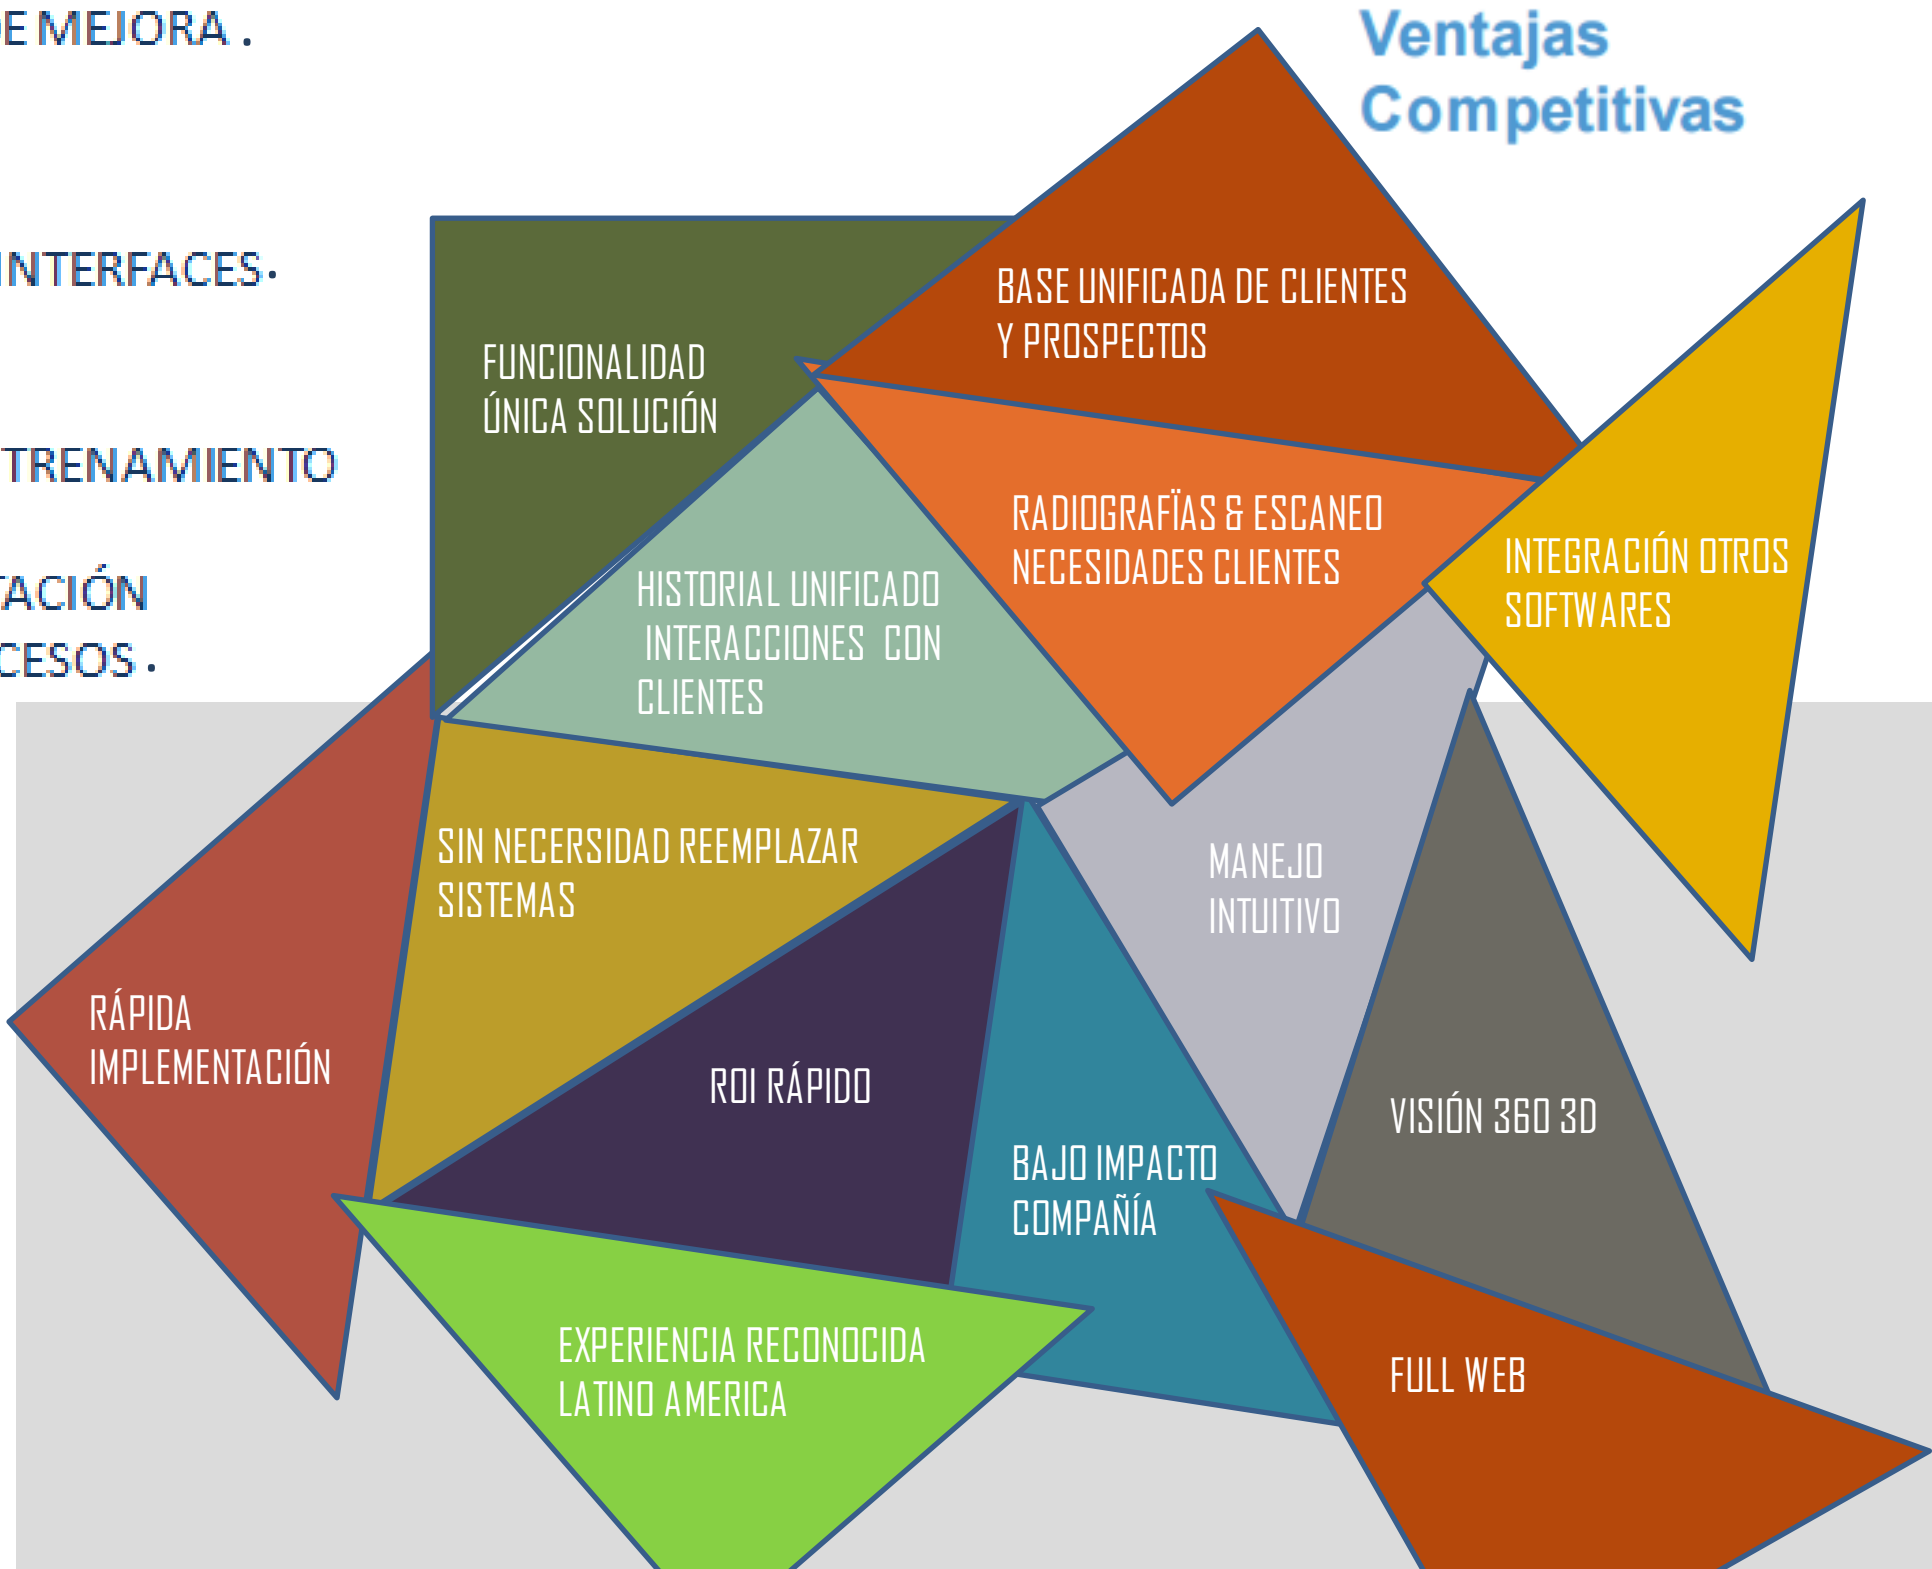 DE MEJORA .
Ventajas
Competitivas
INTERFACES.
TRENAMIENTO
TACIÓN
CESOS .
FUNCIONALIDAD
ÚNICA SOLUCIÓN
BASE UNIFICADA DE CLIENTES
Y PROSPECTOS
RADIOGRAFÏAS & ESCANEO
NECESIDADES CLIENTES
INTEGRACIÓN OTROS
SOFTWARES
HISTORIAL UNIFICADO
INTERACCIONES CON
CLIENTES
SIN NECERSIDAD REEMPLAZAR
SISTEMAS
MANEJO
INTUITIVO
RÁPIDA
IMPLEMENTACIÓN
ROI RÁPIDO
VISIÓN 360 3D
BAJO IMPACTO
COMPAÑÍA
EXPERIENCIA RECONOCIDA
LATINO AMERICA
FULL WEB